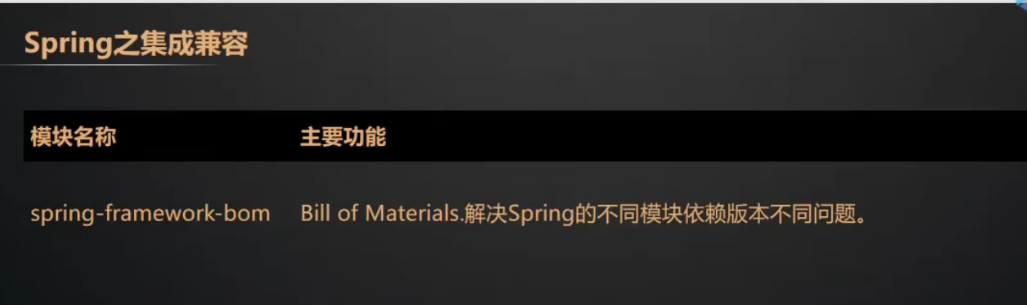 Spring之集成兼容
模块名称 主要功能
spring-framework-bom Bill of Materials.解决Spring的不同模块依赖版本不同问题。